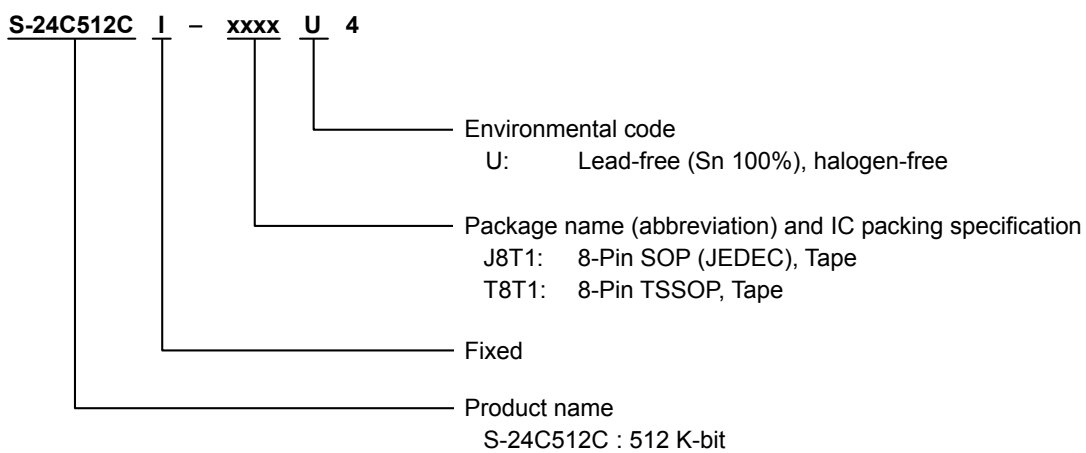 S-24C512C I – xxxx U 4
Environmental code
U: Lead-free (Sn 100%), halogen-free
Package name (abbreviation) and IC packing specification
J8T1: 8-Pin SOP (JEDEC), Tape
T8T1: 8-Pin TSSOP, Tape
Fixed
Product name
S-24C512C : 512 K-bit